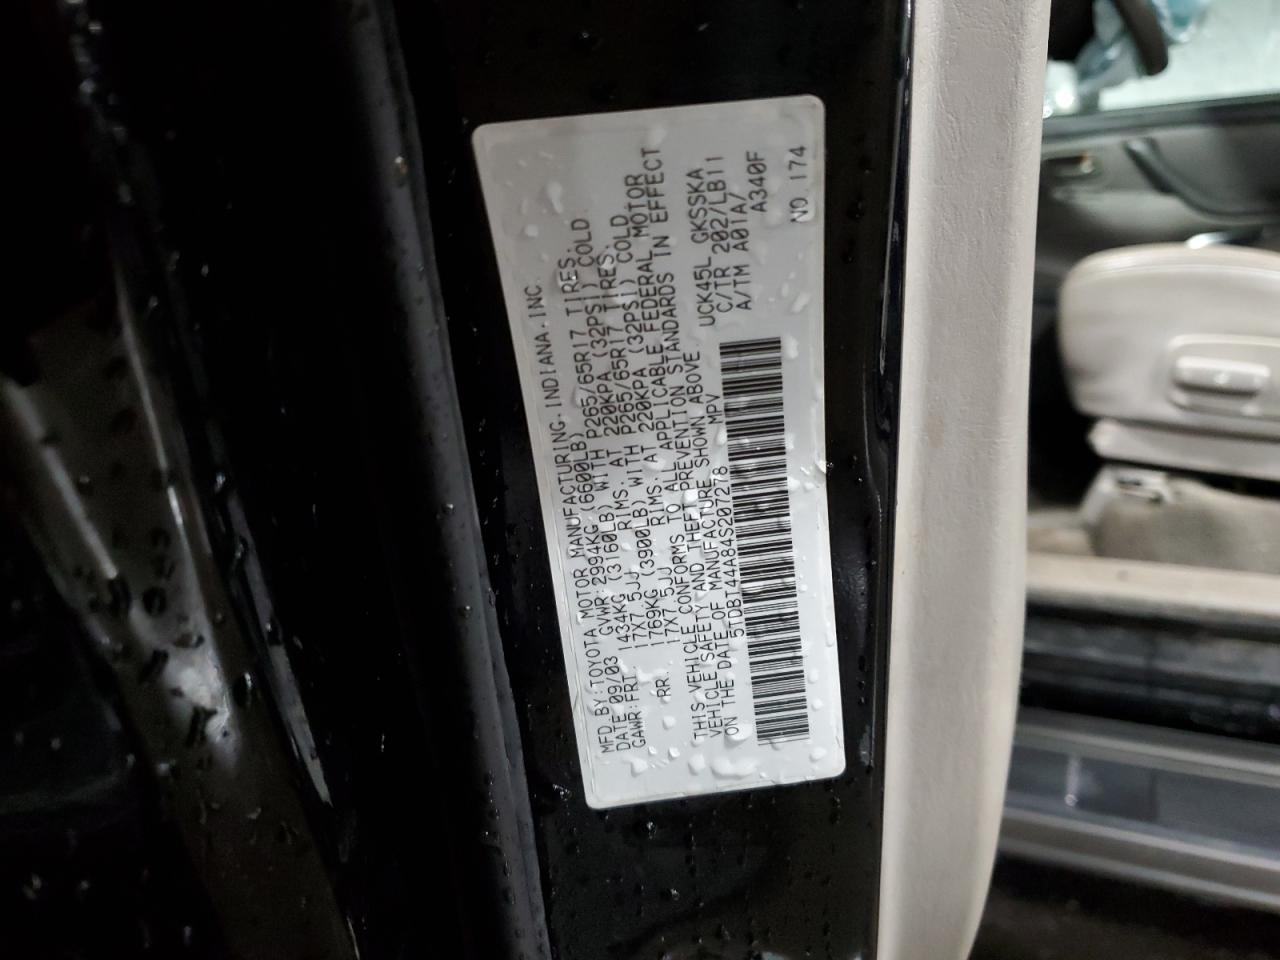 MFD.BY:TOYOTA MOTOR MANUFACTURING,INDIANA,INC.
DATE 09/03 GVWR:2994KG (6600LB)
GAWR:FRT. 1434KG (3160LB) WITH P265/65R17 TIRES,
17X7.5JJ RIMS, AT 220KPA (32PSI) COLD
RR. 1769KG (3900LB) WITH P265/65R17 TIRES,
17X7.5JJ RIMS, AT 220KPA (32PSI) COLD
THIS VEHICLE CONFORMS TO ALL APPLICABLE FEDERAL MOTOR
VEHICLE SAFETY AND THEFT PREVENTION STANDARDS IN EFFECT
ON THE DATE OF MANUFACTURE SHOWN ABOVE
5TDBT44A84S207278 MPV
UCK45L GKSSKA
C/TR 202/LB11
A/TM A01A/
A340F
NO.174